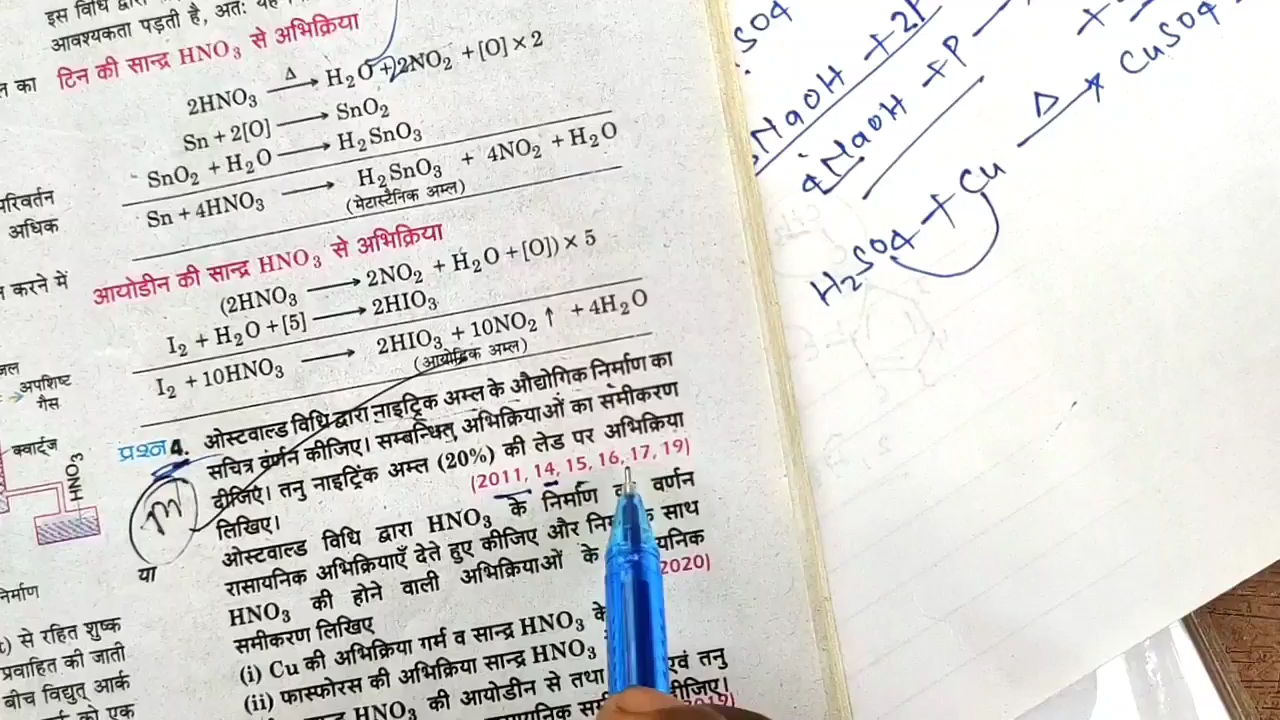 इस विधि द्वारा
आवश्यकता पड़ती है, अतः यह
टिन की सान्द्र HNO₃ से अभिक्रिया
2HNO₃ —Δ→ H₂O + 2NO₂ + [O] × 2
Sn + 2[O] ⟶ SnO₂
SnO₂ + H₂O ⟶ H₂SnO₃
Sn + 4HNO₃ ⟶ H₂SnO₃ + 4NO₂ + H₂O
(मेटास्टैनिक अम्ल)
आयोडीन की सान्द्र HNO₃ से अभिक्रिया
(2HNO₃ ⟶ 2NO₂ + H₂O + [O]) × 5
I₂ + H₂O + [5] ⟶ 2HIO₃
I₂ + 10HNO₃ ⟶ 2HIO₃ + 10NO₂ ↑ + 4H₂O
(आयोडिक अम्ल)
प्रश्न 4. ओस्टवाल्ड विधि द्वारा नाइट्रिक अम्ल के औद्योगिक निर्माण का
सचित्र वर्णन कीजिए। सम्बन्धित अभिक्रियाओं का समीकरण
दीजिए। तनु नाइट्रिक अम्ल (20%) की लेड पर अभिक्रिया
लिखिए। (2011, 14, 15, 16, 17, 19)
या ओस्टवाल्ड विधि द्वारा HNO₃ के निर्माण का वर्णन
रासायनिक अभिक्रियाएँ देते हुए कीजिए और के साथ
HNO₃ की होने वाली अभिक्रियाओं के
समीकरण लिखिए 2020)
(i) Cu की अभिक्रिया गर्म व सान्द्र HNO₃ के
(ii) फास्फोरस की अभिक्रिया सान्द्र HNO₃
HNO₃ की आयोडीन से तथा एवं तनु
का
परिवर्तन
अधिक
करने में
जल
अपशिष्ट
गैस
क्वार्ट्ज
HNO₃
निर्माण
से रहित शुष्क
प्रवाहित की जाती
बीच विद्युत आर्क
को एक
m
SO₄
NaOH + 2
4NaOH + P ⟶
H₂SO₄ + Cu —Δ→ CuSO₄